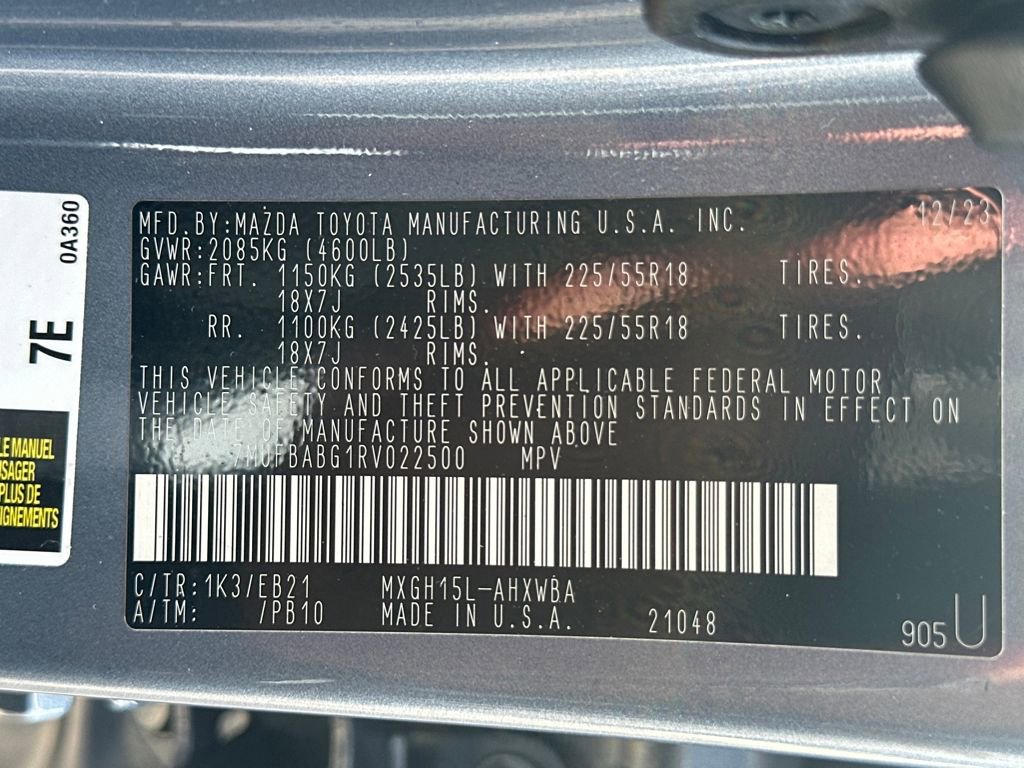 MFD.BY:MAZDA TOYOTA MANUFACTURING U.S.A. INC. 12/23
GVWR:2085KG (4600LB)
GAWR:FRT. 1150KG (2535LB) WITH 225/55R18 TIRES.
18X7J RIMS.
RR. 1100KG (2425LB) WITH 225/55R18 TIRES.
18X7J RIMS.
THIS VEHICLE CONFORMS TO ALL APPLICABLE FEDERAL MOTOR
VEHICLE SAFETY AND THEFT PREVENTION STANDARDS IN EFFECT ON
THE DATE OF MANUFACTURE SHOWN ABOVE
7MUFBABG1RV022500 MPV
C/TR:1K3/EB21 MXGH15L-AHXWBA
A/TM: /PB10 MADE IN U.S.A. 21048
905 U
0A360
7E
LE MANUEL
USAGER
PLUS DE
IGNEMENTS